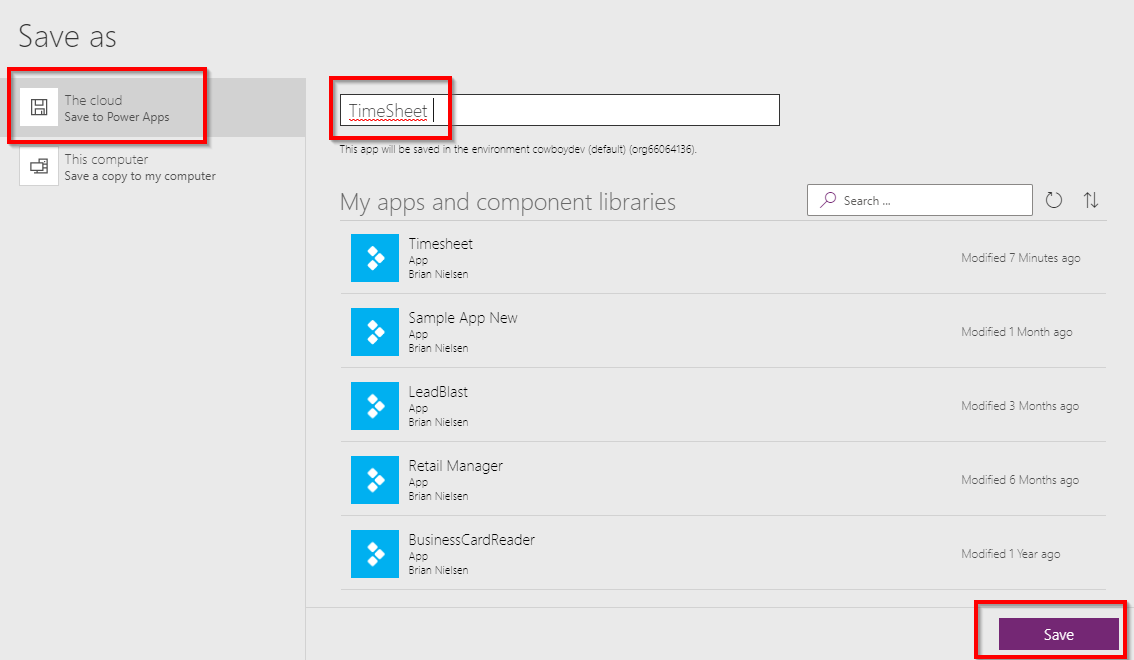 Save as
The cloud
Save to Power Apps
This computer
Save a copy to my computer
TimeSheet
This app will be saved in the environment cowboydev (default) (org66064136).
My apps and component libraries
Search ...
Timesheet
App
Brian Nielsen
Modified 7 Minutes ago
Sample App New
App
Brian Nielsen
Modified 1 Month ago
LeadBlast
App
Brian Nielsen
Modified 3 Months ago
Retail Manager
App
Brian Nielsen
Modified 6 Months ago
BusinessCardReader
App
Brian Nielsen
Modified 1 Year ago
Save